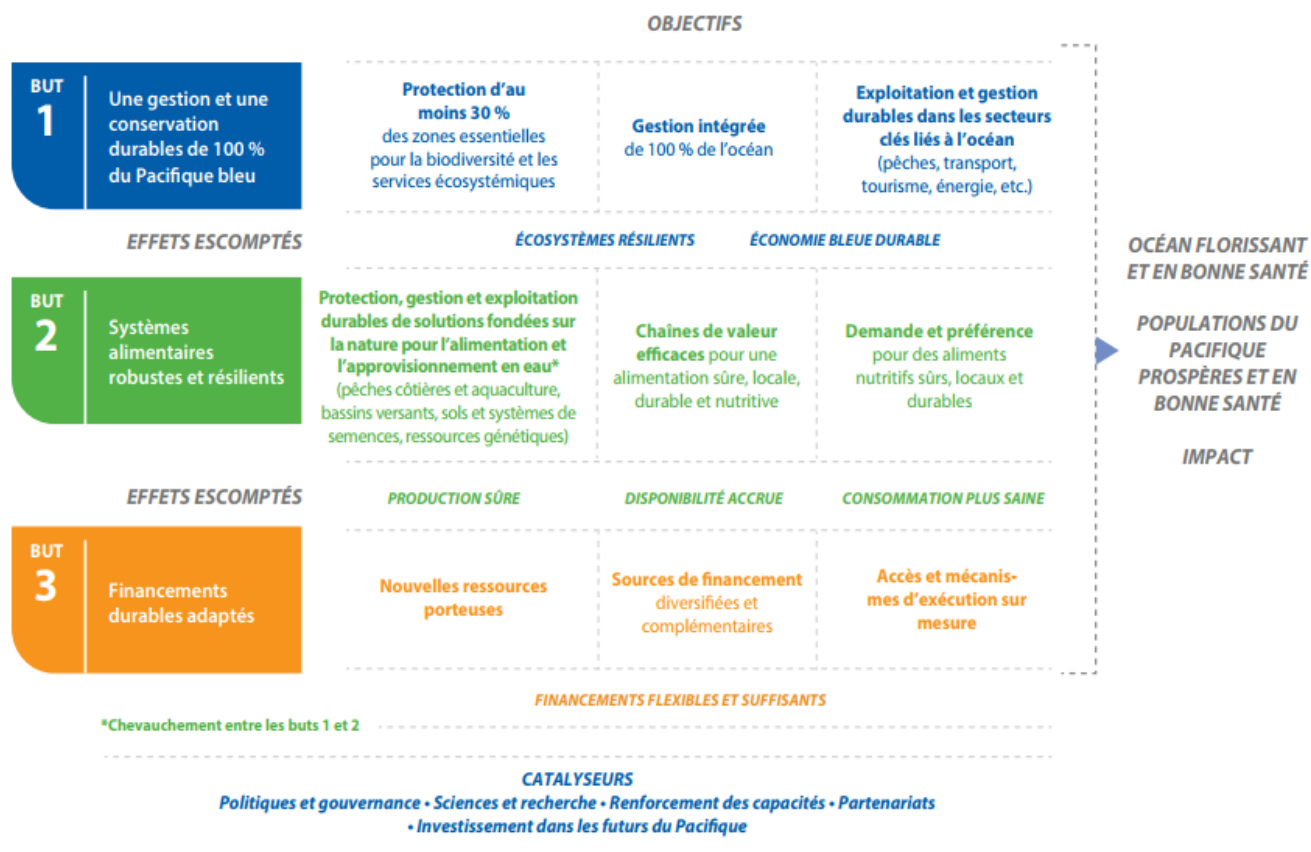 OBJECTIFS
BUT
1
Une gestion et une
conservation
durables de 100 %
du Pacifique bleu
Protection d'au
moins 30 %
des zones essentielles
pour la biodiversité et les
services écosystémiques
Gestion intégrée
de 100 % de l'océan
Exploitation et gestion
durables dans les secteurs
clés liés à l'océan
(pêches, transport,
tourisme, énergie, etc.)
EFFETS ESCOMPTÉS
ÉCOSYSTÈMES RÉSILIENTS
ÉCONOMIE BLEUE DURABLE
BUT
2
Systèmes
alimentaires
robustes et résilients
Protection, gestion et exploitation
durables de solutions fondées sur
la nature pour l'alimentation et
l'approvisionnement en eau*
(pêches côtières et aquaculture,
bassins versants, sols et systèmes de
semences, ressources génétiques)
Chaînes de valeur
efficaces pour une
alimentation sûre, locale,
durable et nutritive
Demande et préférence
pour des aliments
nutritifs sûrs, locaux et
durables
EFFETS ESCOMPTÉS
PRODUCTION SÛRE
DISPONIBILITÉ ACCRUE
CONSOMMATION PLUS SAINE
BUT
3
Financements
durables adaptés
Nouvelles ressources
porteuses
Sources de financement
diversifiées et
complémentaires
Accès et mécanis-
mes d'exécution sur
mesure
FINANCEMENTS FLEXIBLES ET SUFFISANTS
*Chevauchement entre les buts 1 et 2
OCÉAN FLORISSANT
ET EN BONNE SANTÉ
POPULATIONS DU
PACIFIQUE
PROSPÈRES ET EN
BONNE SANTÉ
IMPACT
CATALYSEURS
Politiques et gouvernance • Sciences et recherche • Renforcement des capacités • Partenariats
• Investissement dans les futurs du Pacifique